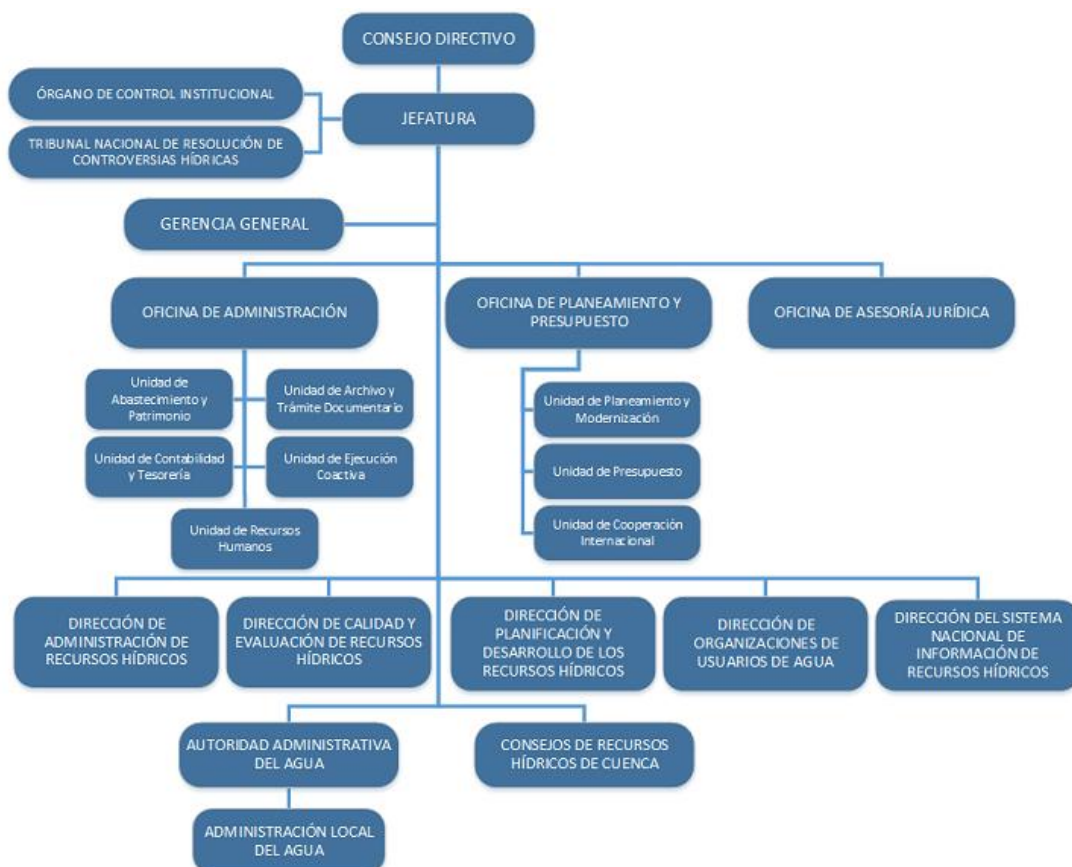 CONSEJO DIRECTIVO
ÓRGANO DE CONTROL INSTITUCIONAL
JEFATURA
TRIBUNAL NACIONAL DE RESOLUCIÓN DE
CONTROVERSIAS HÍDRICAS
GERENCIA GENERAL
OFICINA DE ADMINISTRACIÓN
OFICINA DE PLANEAMIENTO Y
PRESUPUESTO
OFICINA DE ASESORÍA JURÍDICA
Unidad de
Abastecimiento y
Patrimonio
Unidad de Archivo y
Trámite Documentario
Unidad de Contabilidad
y Tesorería
Unidad de Ejecución
Coactiva
Unidad de Recursos
Humanos
Unidad de Planeamiento y
Modernización
Unidad de Presupuesto
Unidad de Cooperación
Internacional
DIRECCIÓN DE
ADMINISTRACIÓN DE
RECURSOS HÍDRICOS
DIRECCIÓN DE CALIDAD Y
EVALUACIÓN DE RECURSOS
HÍDRICOS
DIRECCIÓN DE
PLANIFICACIÓN Y
DESARROLLO DE LOS
RECURSOS HÍDRICOS
DIRECCIÓN DE
ORGANIZACIONES DE
USUARIOS DE AGUA
DIRECCIÓN DEL SISTEMA
NACIONAL DE
INFORMACIÓN DE
RECURSOS HÍDRICOS
AUTORIDAD ADMINISTRATIVA
DEL AGUA
CONSEJOS DE RECURSOS
HÍDRICOS DE CUENCA
ADMINISTRACIÓN LOCAL
DEL AGUA